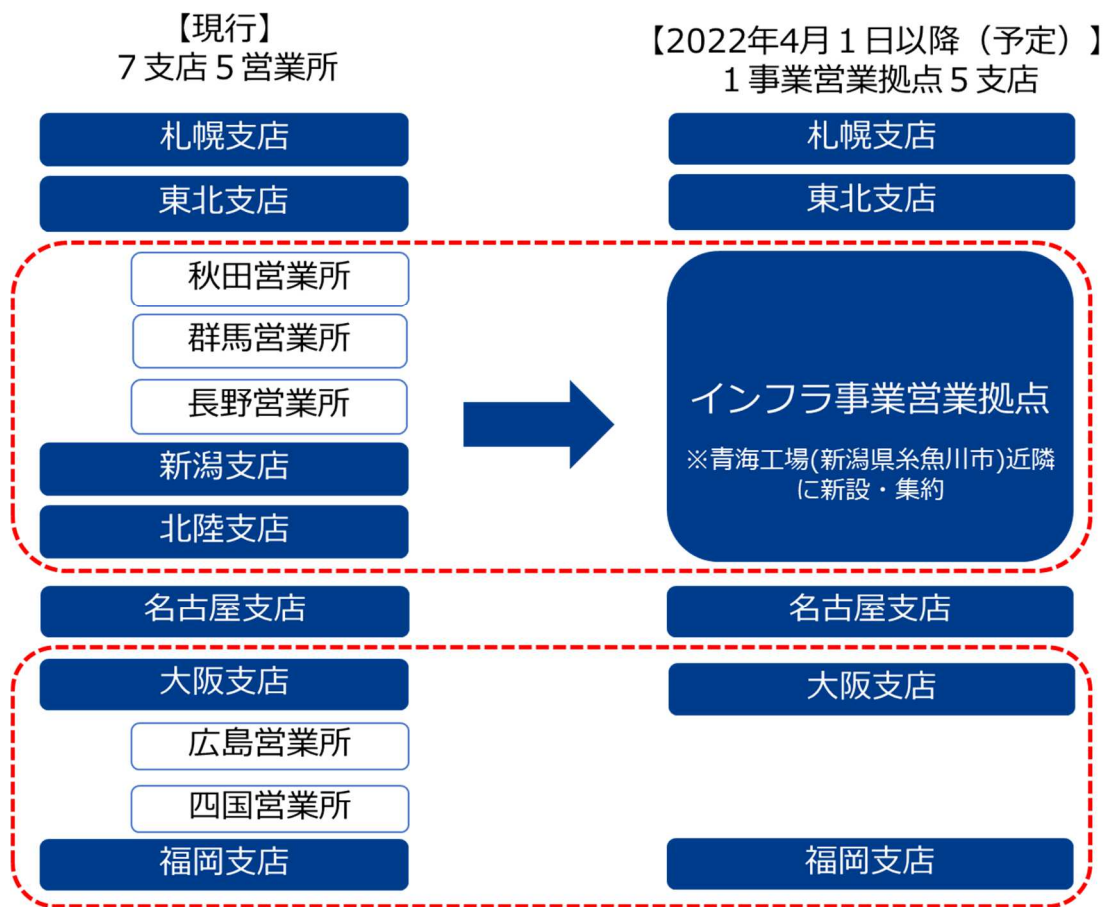 【現行】
7支店5営業所
札幌支店
東北支店
秋田営業所
群馬営業所
長野営業所
新潟支店
北陸支店
名古屋支店
大阪支店
広島営業所
四国営業所
福岡支店
【2022年4月1日以降（予定）】
1事業営業拠点5支店
札幌支店
東北支店
インフラ事業営業拠点
※青海工場(新潟県糸魚川市)近隣
に新設・集約
名古屋支店
大阪支店
福岡支店